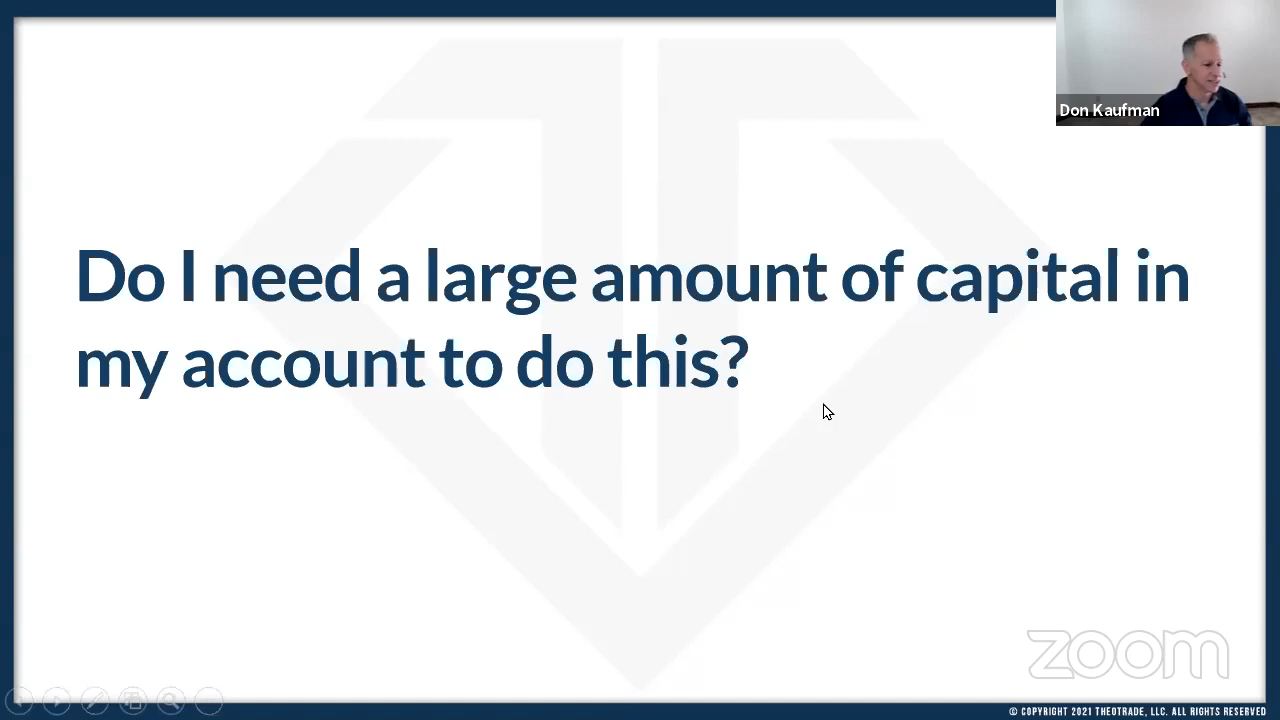 Don Kaufman
Do I need a large amount of capital in
my account to do this?
zoom
© COPYRIGHT 2021 THEOTRADE, LLC. ALL RIGHTS RESERVED